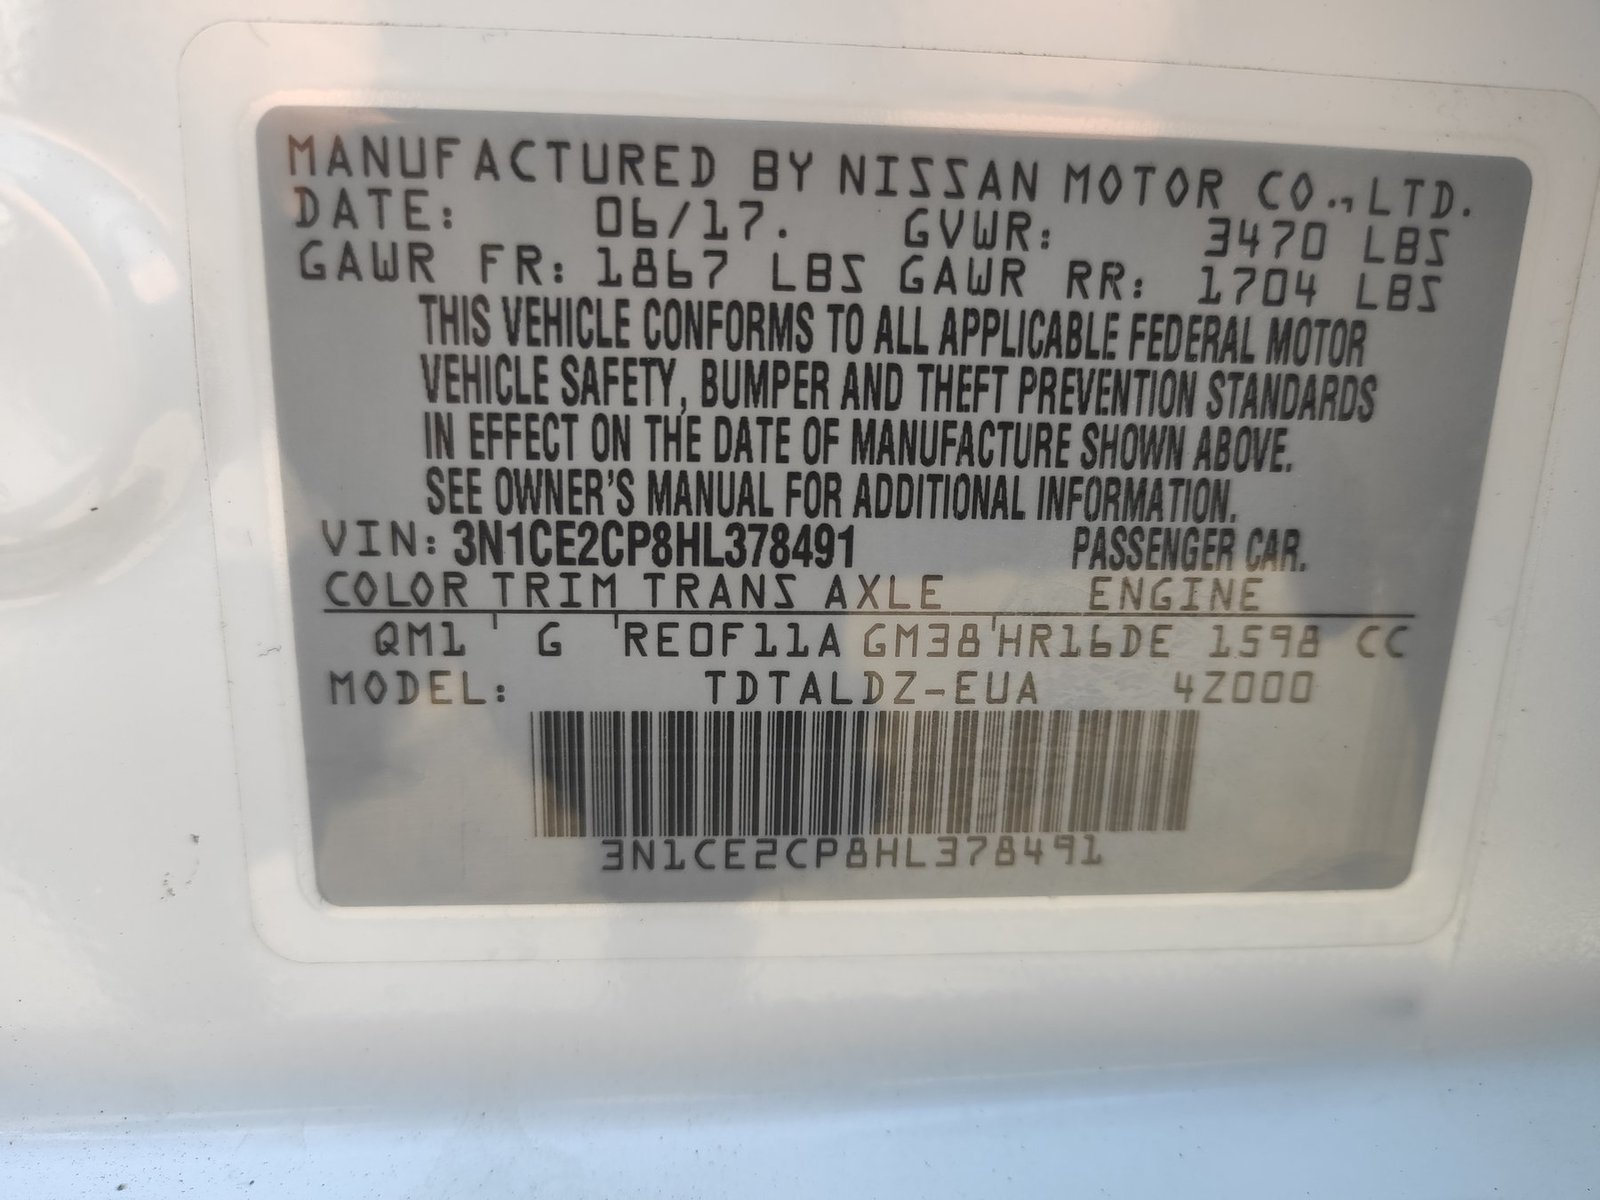 MANUFACTURED BY NISSAN MOTOR CO., LTD.
DATE: 06/17. GVWR: 3470 LBS
GAWR FR: 1867 LBS GAWR RR: 1704 LBS
THIS VEHICLE CONFORMS TO ALL APPLICABLE FEDERAL MOTOR
VEHICLE SAFETY, BUMPER AND THEFT PREVENTION STANDARDS
IN EFFECT ON THE DATE OF MANUFACTURE SHOWN ABOVE.
SEE OWNER'S MANUAL FOR ADDITIONAL INFORMATION.
VIN: 3N1CE2CP8HL378491 PASSENGER CAR.
COLOR TRIM TRANS AXLE ENGINE
QM1 ' G ' RE0F11A GM38 ' HR16DE 1598 CC
MODEL: TDTALDZ-EUA 4Z000
3N1CE2CP8HL378491